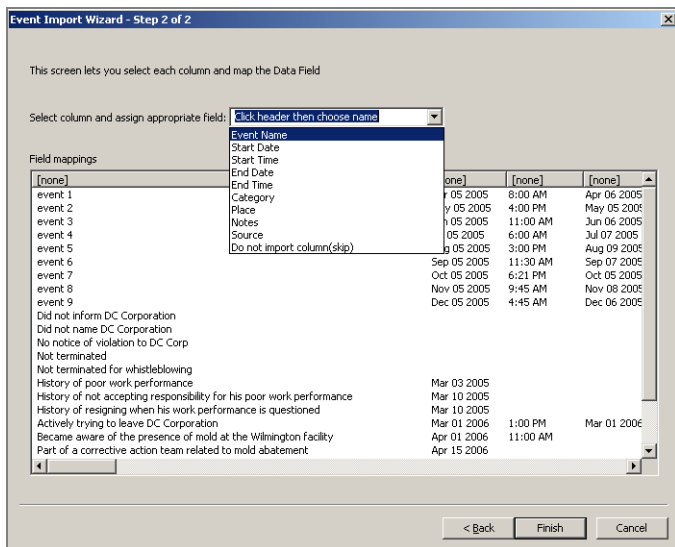 Event Import Wizard - Step 2 of 2
This screen lets you select each column and map the Data Field
Select column and assign appropriate field: Click header then choose name
Event Name
Start Date
Start Time
End Date
End Time
Category
Place
Notes
Source
Do not import column(skip)
Field mappings
[none] one] [none] [none]
event 1 r 05 2005 8:00 AM Apr 06 2005
event 2 y 05 2005 4:00 PM May 05 2005
event 3 n 05 2005 11:00 AM Jun 06 2005
event 4 05 2005 6:00 AM Jul 07 2005
event 5 g 05 2005 3:00 PM Aug 09 2005
event 6 Sep 05 2005 11:30 AM Sep 07 2005
event 7 Oct 05 2005 6:21 PM Oct 05 2005
event 8 Nov 05 2005 9:45 AM Nov 08 2005
event 9 Dec 05 2005 4:45 AM Dec 06 2005
Did not inform DC Corporation
Did not name DC Corporation
No notice of violation to DC Corp
Not terminated
Not terminated for whistleblowing
History of poor work performance Mar 03 2005
History of not accepting responsibility for his poor work performance Mar 10 2005
History of resigning when his work performance is questioned Mar 10 2005
Actively trying to leave DC Corporation Mar 01 2006 1:00 PM Mar 01 2006
Became aware of the presence of mold at the Wilmington facility Apr 01 2006 11:00 AM
Part of a corrective action team related to mold abatement Apr 15 2006
< Back Finish Cancel